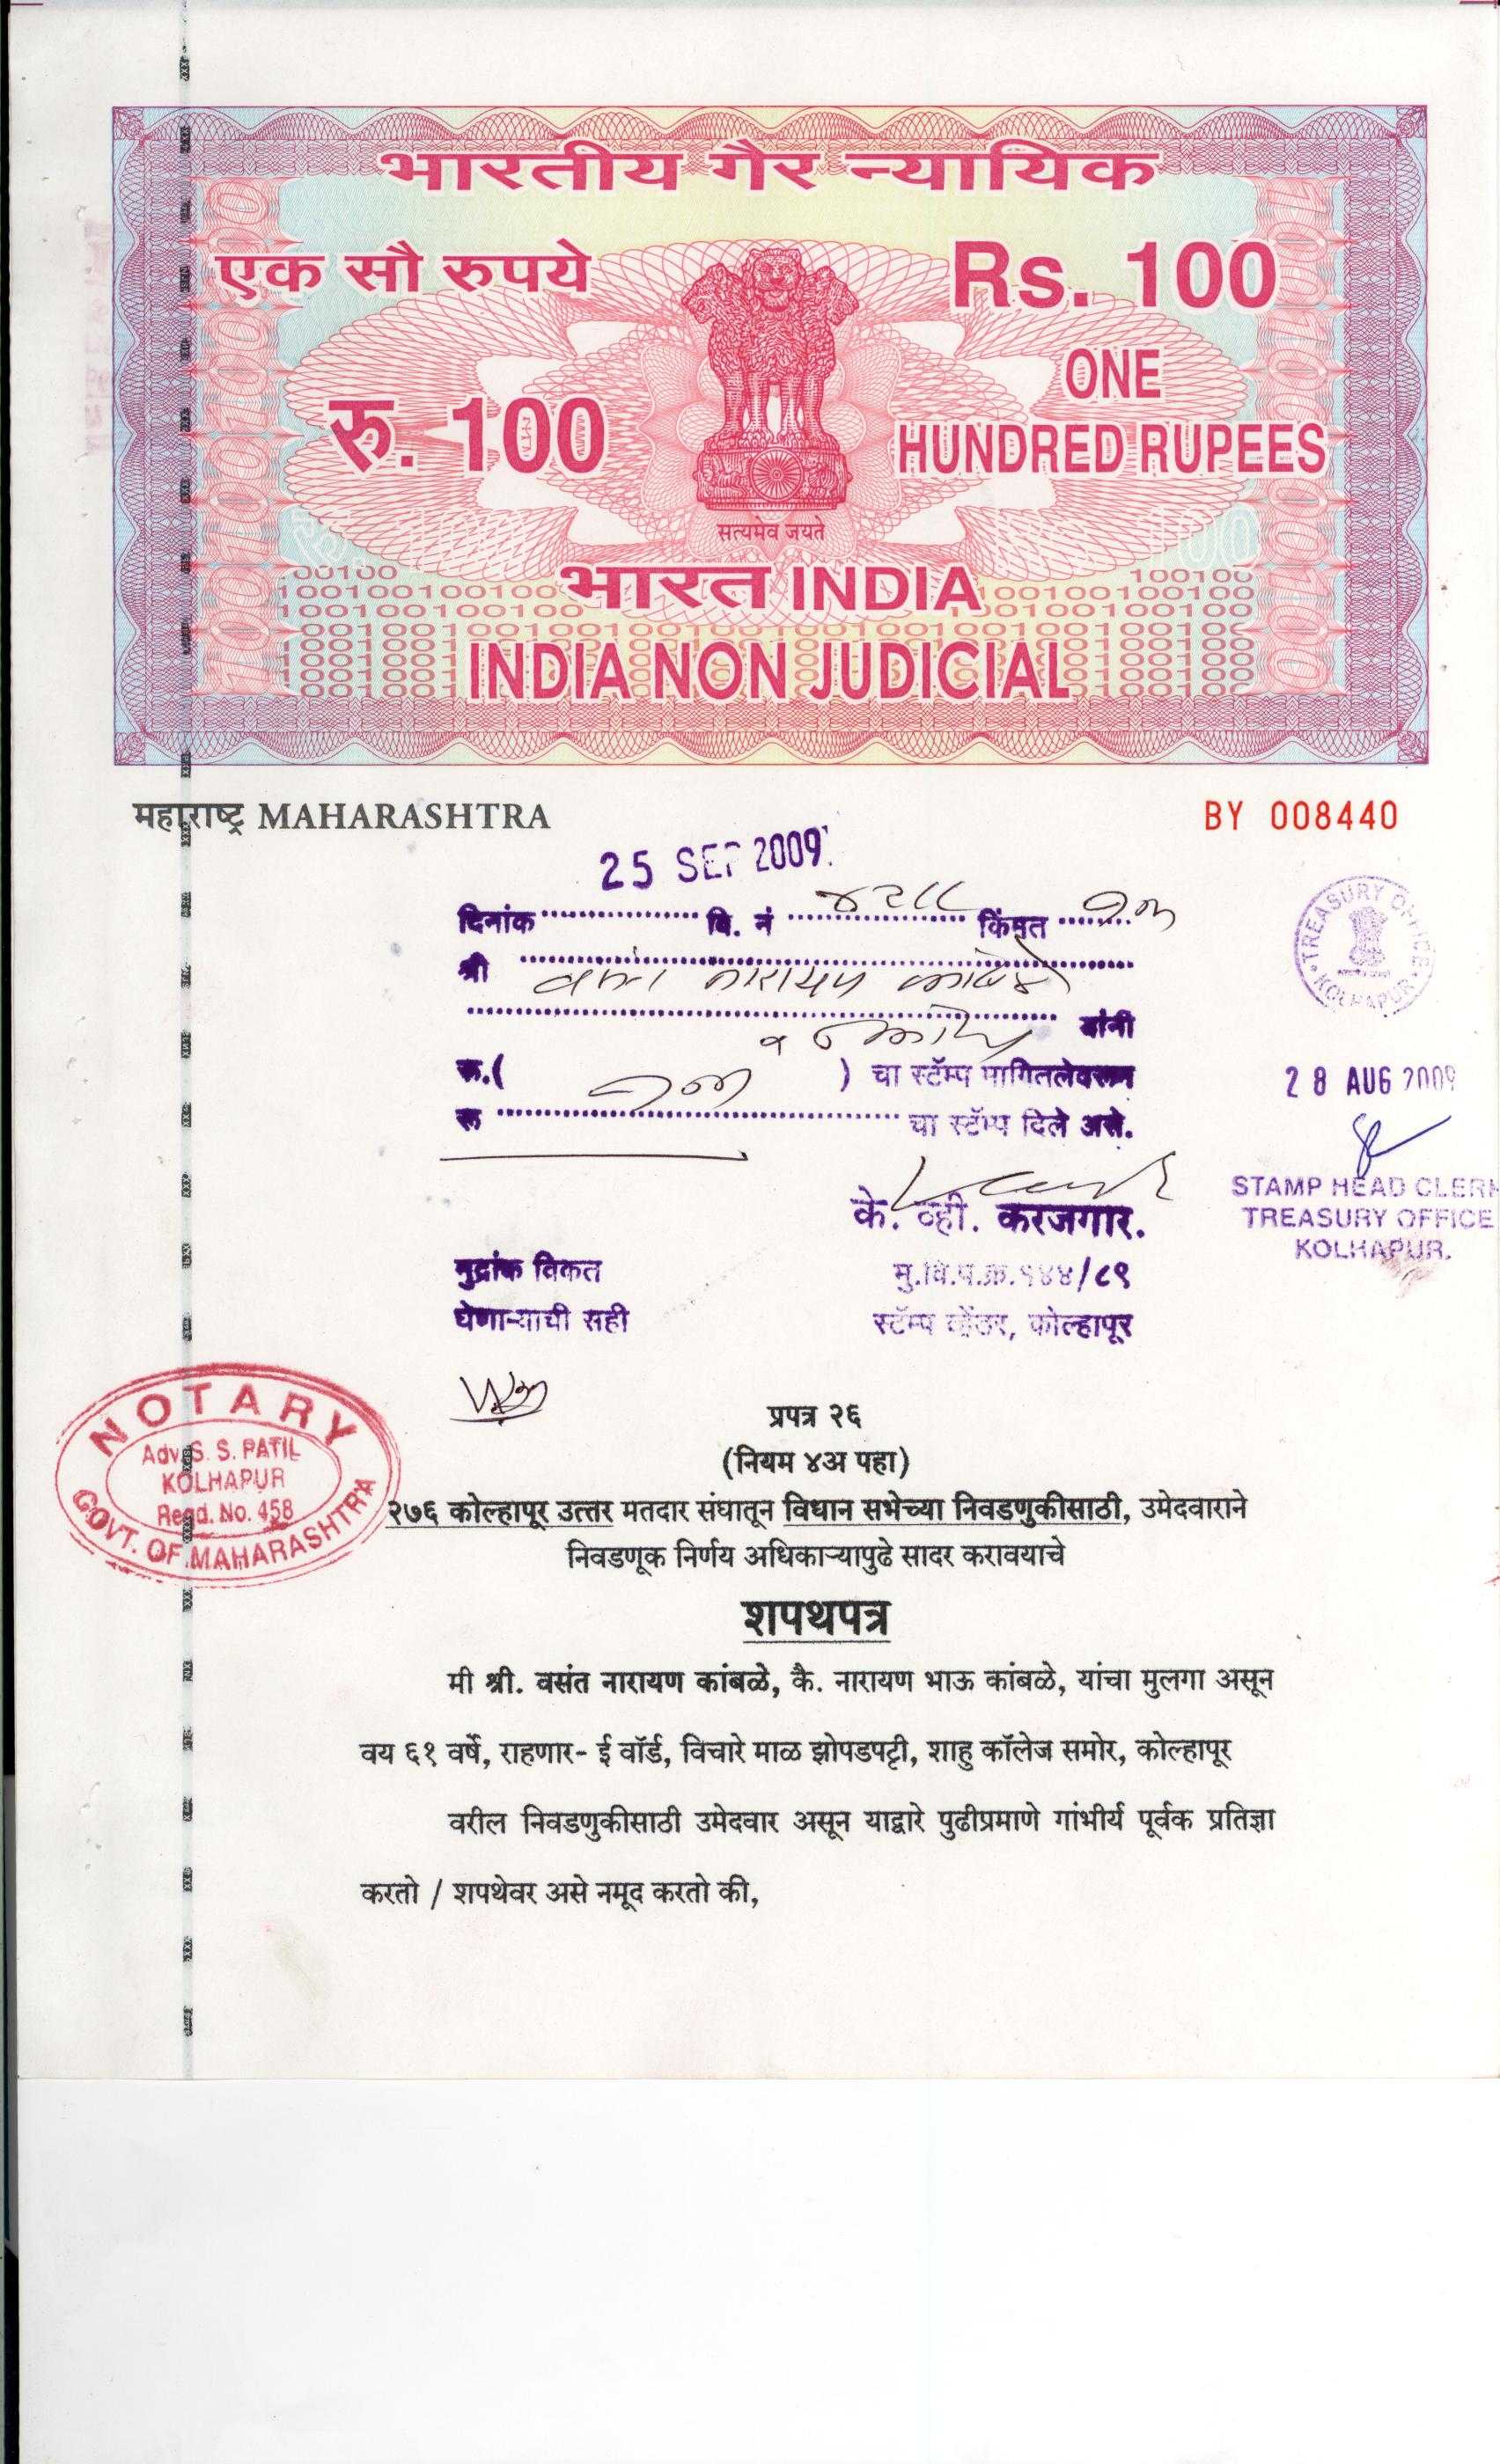 भारतीय गैर न्यायिक
एक सौ रुपये
Rs. 100
रु. 100
ONE
HUNDRED RUPEES
सत्यमेव जयते
भारत INDIA
INDIA NON JUDICIAL
महाराष्ट्र MAHARASHTRA
BY 008440
25 SEP 2009
दिनांक वि. नं किंमत
श्री वसंत नारायण कांबळे
यांनी
रु.( ) चा स्टॅम्प मागितलेवरून
रू चा स्टॅम्प दिले असे.
TREASURY OFFICE
KOLHAPUR
28 AUG 2009
STAMP HEAD CLERK
TREASURY OFFICE
KOLHAPUR.
के. व्ही. करजगार.
मुद्रांक विकत
मु.वि.प.क्र.१४४/८९
घेणाऱ्याची सही
स्टॅम्प व्हेंडर, कोल्हापूर
NOTARY
Adv. S. S. PATIL
KOLHAPUR
Regd. No. 458
GOVT. OF MAHARASHTRA
प्रपत्र २६
(नियम ४अ पहा)
२७६ कोल्हापूर उत्तर मतदार संघातून विधान सभेच्या निवडणुकीसाठी, उमेदवाराने
निवडणूक निर्णय अधिकाऱ्यापुढे सादर करावयाचे
शपथपत्र
मी श्री. वसंत नारायण कांबळे, कै. नारायण भाऊ कांबळे, यांचा मुलगा असून
वय ६१ वर्षे, राहणार- ई वॉर्ड, विचारे माळ झोपडपट्टी, शाहु कॉलेज समोर, कोल्हापूर
वरील निवडणुकीसाठी उमेदवार असून याद्वारे पुढीप्रमाणे गांभीर्य पूर्वक प्रतिज्ञा
करतो / शपथेवर असे नमूद करतो की,